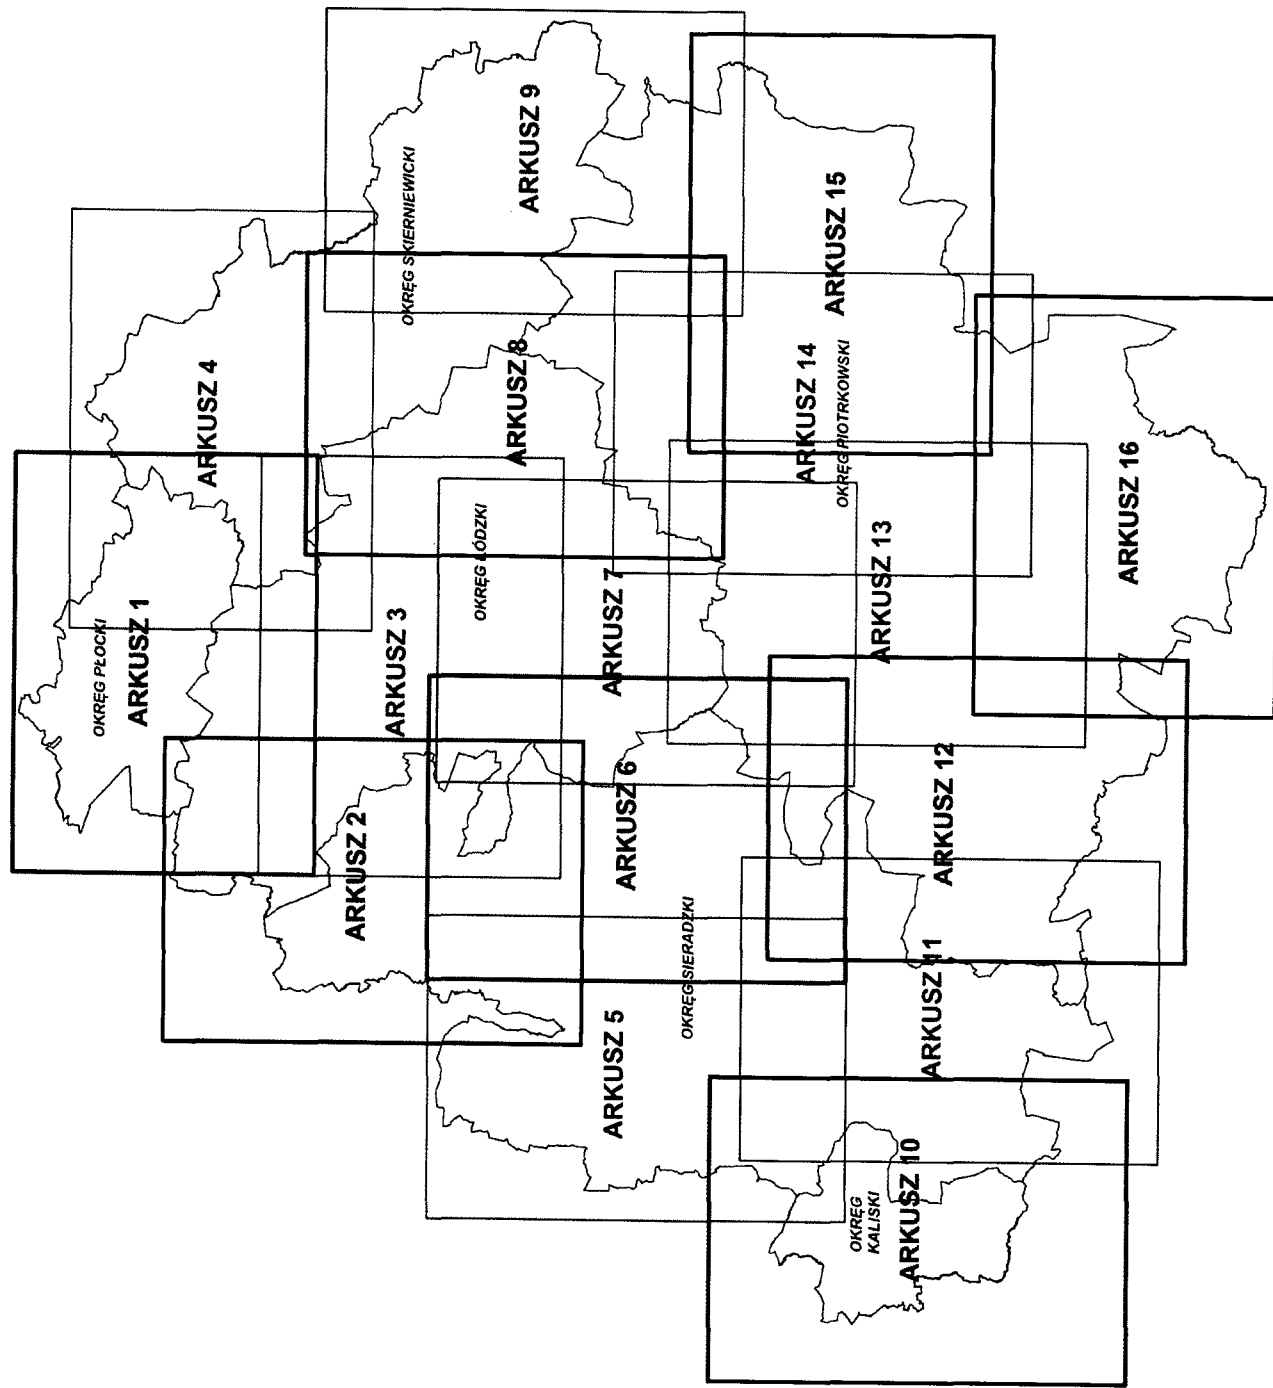 OKRĘG PŁOCKI
ARKUSZ 1
ARKUSZ 2
ARKUSZ 3
ARKUSZ 4
ARKUSZ 5
ARKUSZ 6
OKRĘG SIERADZKI
ARKUSZ 7
OKRĘG ŁÓDZKI
ARKUSZ 8
OKRĘG SKIERNIEWICKI
ARKUSZ 9
OKRĘG
KALISKI
ARKUSZ 10
ARKUSZ 11
ARKUSZ 12
ARKUSZ 13
ARKUSZ 14
OKRĘG PIOTRKOWSKI
ARKUSZ 15
ARKUSZ 16